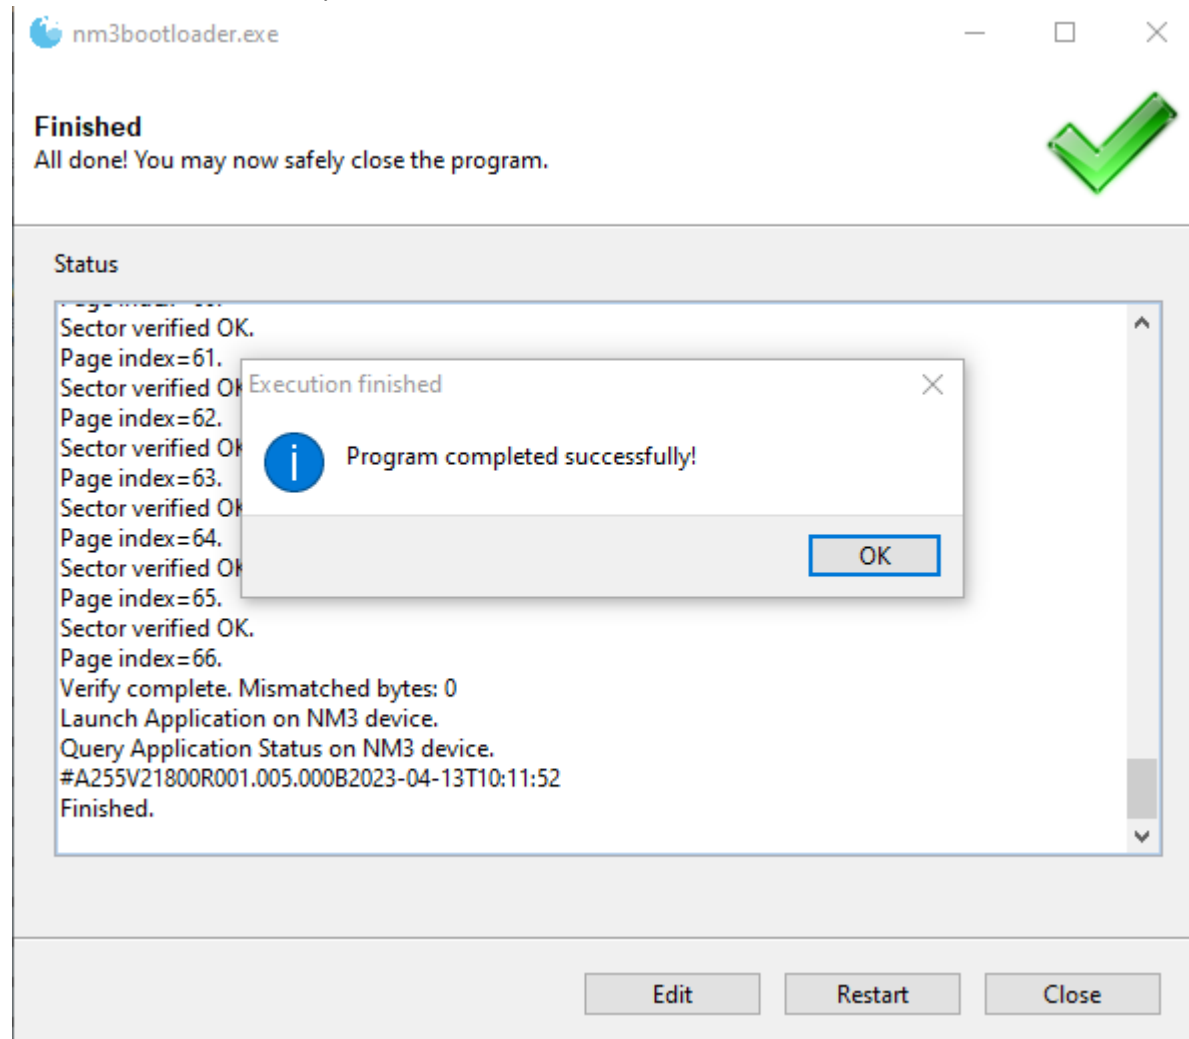 nm3bootloader.exe
Finished
All done! You may now safely close the program.
Status
Sector verified OK.
Page index=61.
Sector verified OK
Page index=62.
Sector verified OK
Page index=63.
Sector verified OK
Page index=64.
Sector verified OK
Page index=65.
Sector verified OK.
Page index=66.
Verify complete. Mismatched bytes: 0
Launch Application on NM3 device.
Query Application Status on NM3 device.
#A255V21800R001.005.000B2023-04-13T10:11:52
Finished.
Execution finished
Program completed successfully!
OK
Edit
Restart
Close